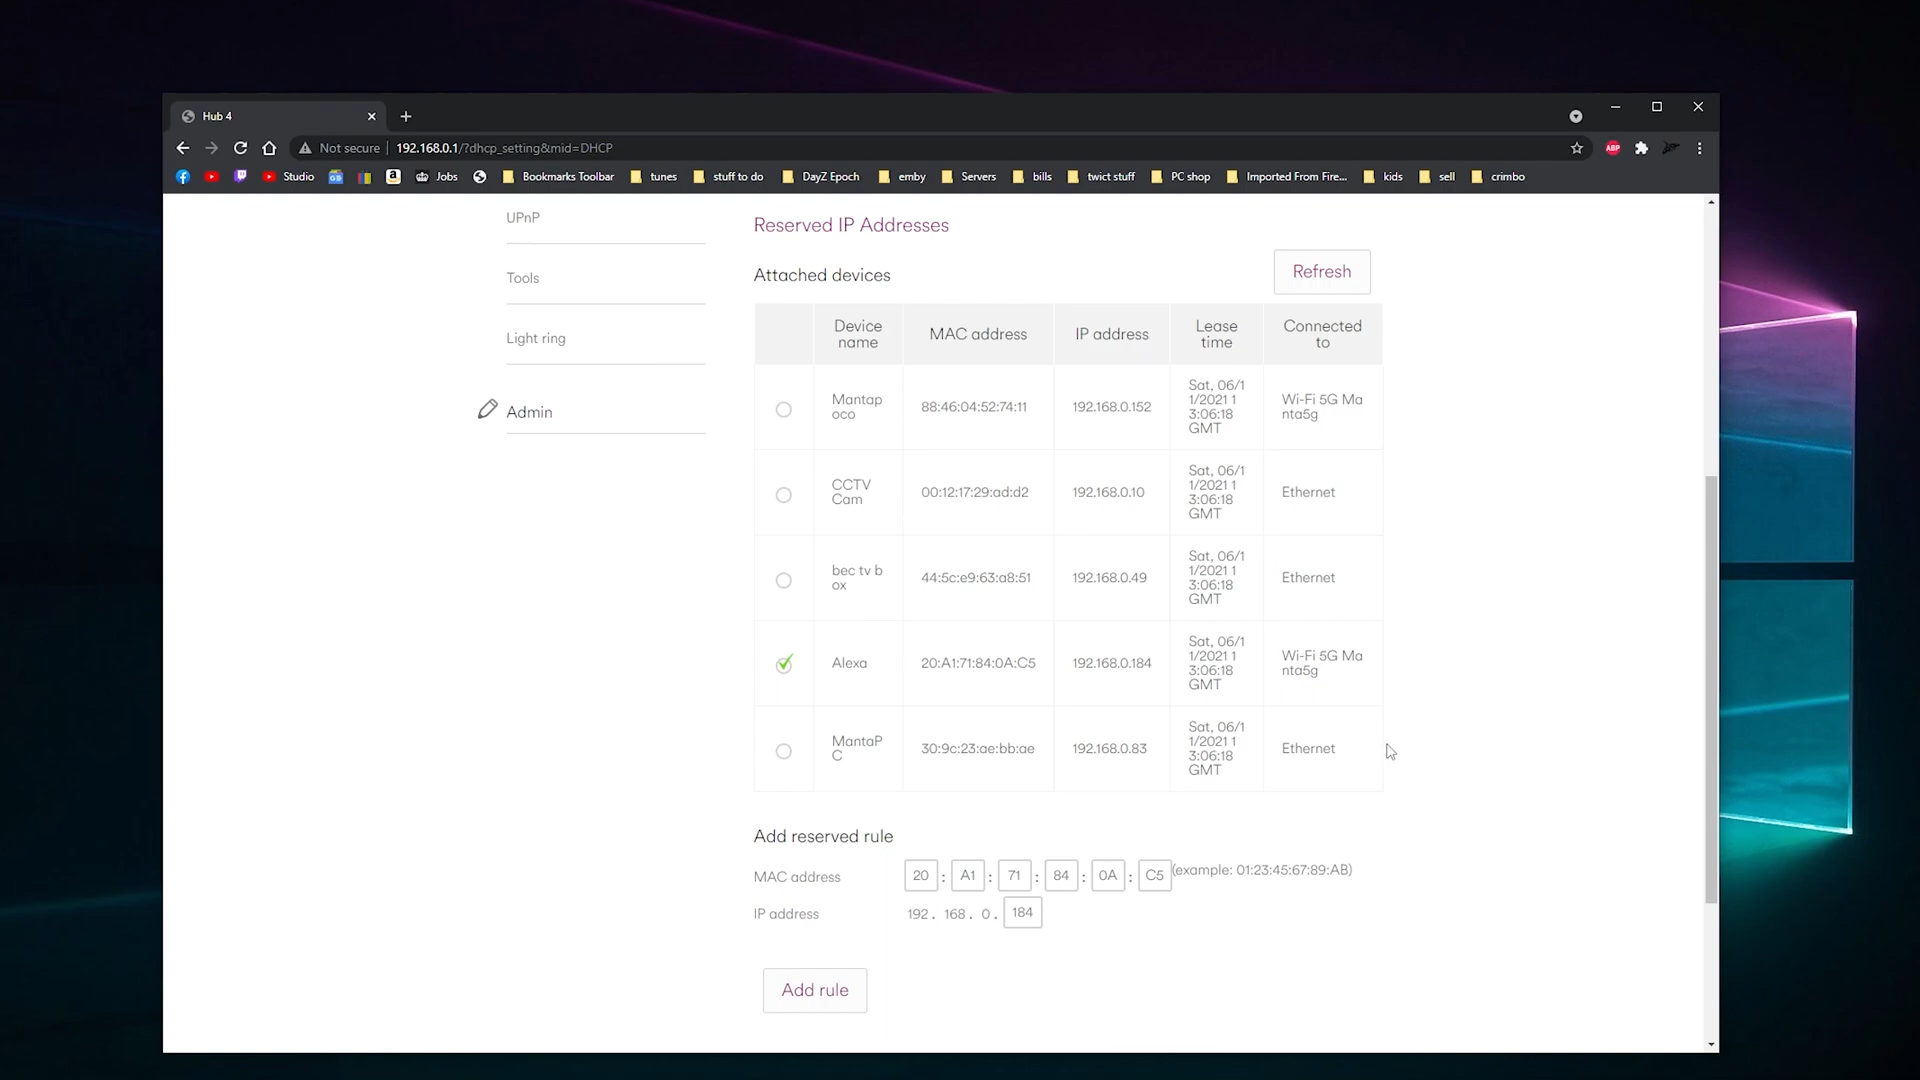 Hub 4
Not secure 192.168.0.1/?dhcp_setting&mid=DHCP
ABP
Studio Jobs Bookmarks Toolbar tunes stuff to do DayZ Epoch emby Servers bills twict stuff PC shop Imported From Fire... kids sell crimbo
UPnP
Tools
Light ring
Admin
Reserved IP Addresses
Attached devices
Refresh
Device name MAC address IP address Lease time Connected to
Mantap oco 88:46:04:52:74:11 192.168.0.152 Sat, 06/1 1/2021 1 3:06:18 GMT Wi-Fi 5G Ma nta5g
CCTV Cam 00:12:17:29:ad:d2 192.168.0.10 Sat, 06/1 1/2021 1 3:06:18 GMT Ethernet
bec tv b ox 44:5c:e9:63:a8:51 192.168.0.49 Sat, 06/1 1/2021 1 3:06:18 GMT Ethernet
Alexa 20:A1:71:84:0A:C5 192.168.0.184 Sat, 06/1 1/2021 1 3:06:18 GMT Wi-Fi 5G Ma nta5g
MantaP C 30:9c:23:ae:bb:ae 192.168.0.83 Sat, 06/1 1/2021 1 3:06:18 GMT Ethernet
Add reserved rule
MAC address 20 : A1 : 71 : 84 : 0A : C5 (example: 01:23:45:67:89:AB)
IP address 192 . 168 . 0 . 184
Add rule